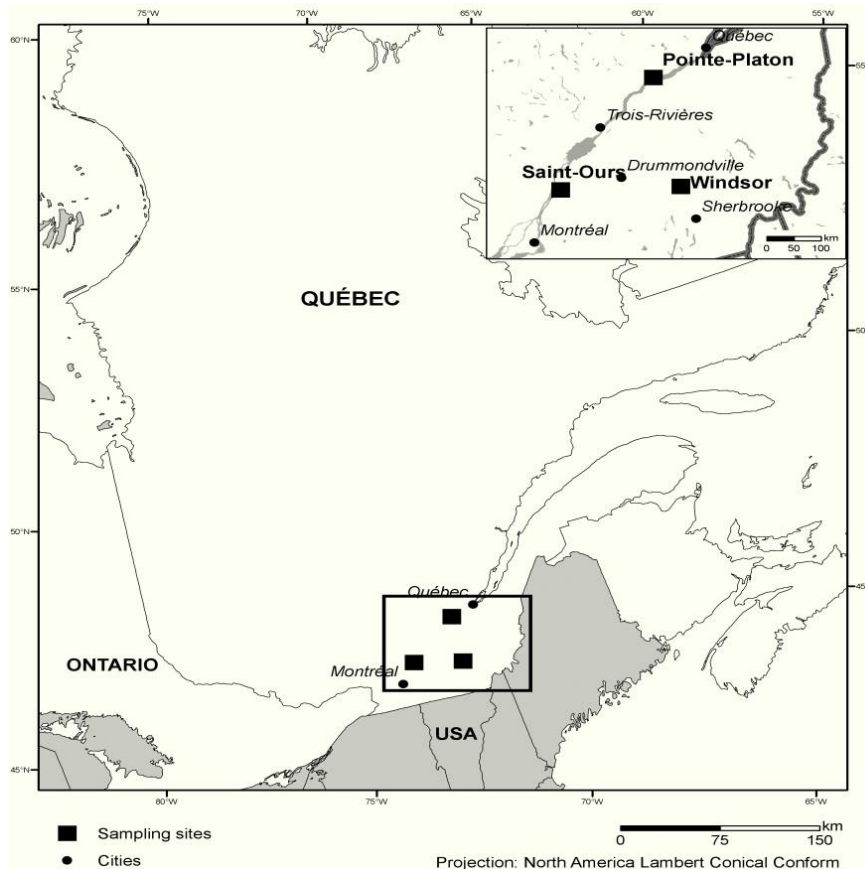 80°W
75°W
70°W
65°W
60°W
55°W
60°N
55
Québec
Pointe-Platon
Trois-Rivières
Drummondville
Saint-Ours
Windsor
Sherbrooke
Montréal
km
0 50 100
55°N
QUÉBEC
50
50°N
Québec
45
ONTARIO
Montréal
USA
45°N
80°W
75°W
70°W
65°W
km
0 75 150
Sampling sites
Cities
Projection: North America Lambert Conical Conform